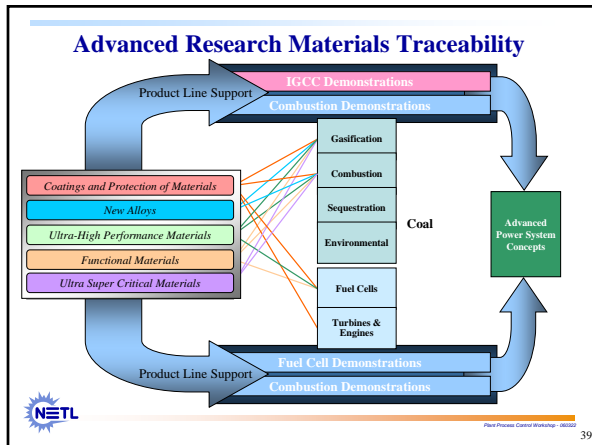 Advanced Research Materials Traceability
Product Line Support
IGCC Demonstrations
Combustion Demonstrations
Coatings and Protection of Materials
New Alloys
Ultra-High Performance Materials
Functional Materials
Ultra Super Critical Materials
Gasification
Combustion
Sequestration
Environmental
Coal
Fuel Cells
Turbines &
Engines
Advanced
Power System
Concepts
Product Line Support
Fuel Cell Demonstrations
Combustion Demonstrations
NETL
Plant Process Control Workshop - 060322
39